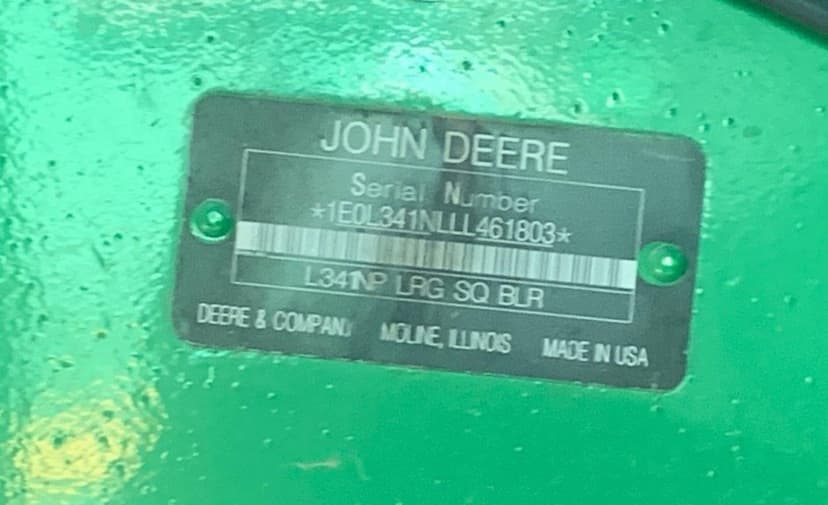 JOHN DEERE
Serial Number
*1E0L341NLLL461803*
L341NP LRG SQ BLR
DEERE & COMPANY MOLINE, ILLINOIS MADE IN USA